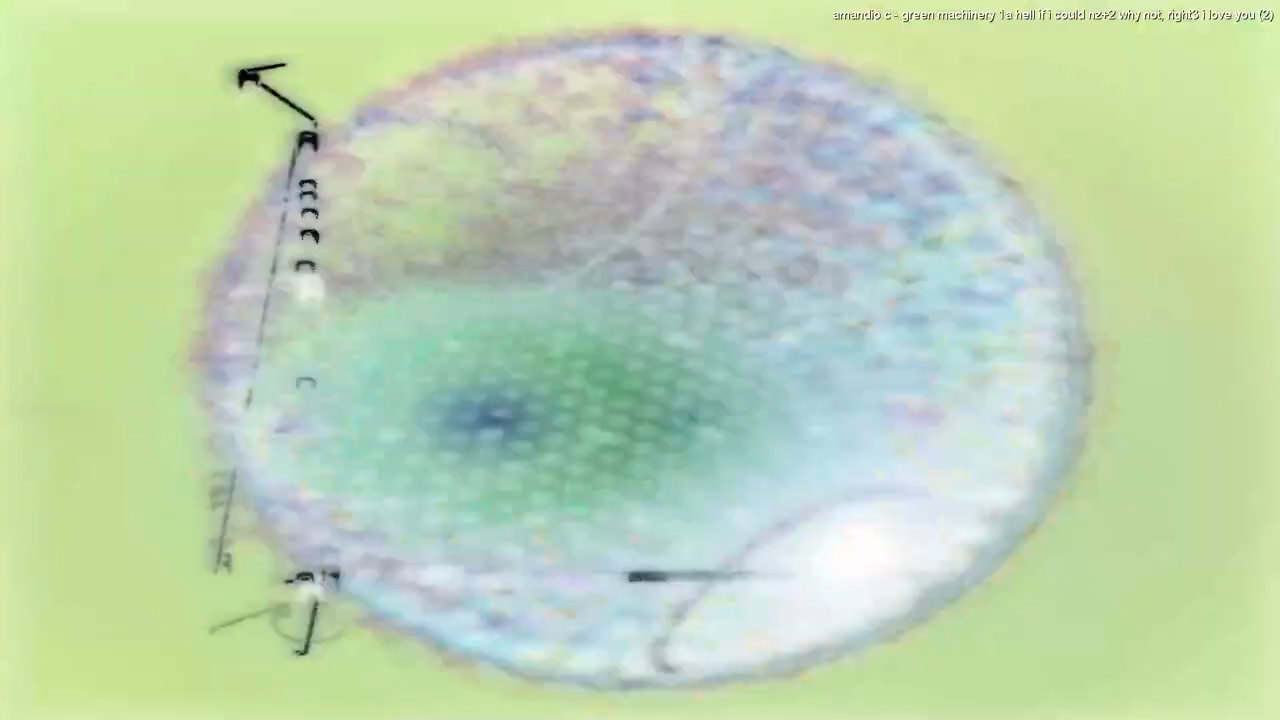 amandio c - green machinery 1a hell if i could nz+2 why not, right3 i love you (2)